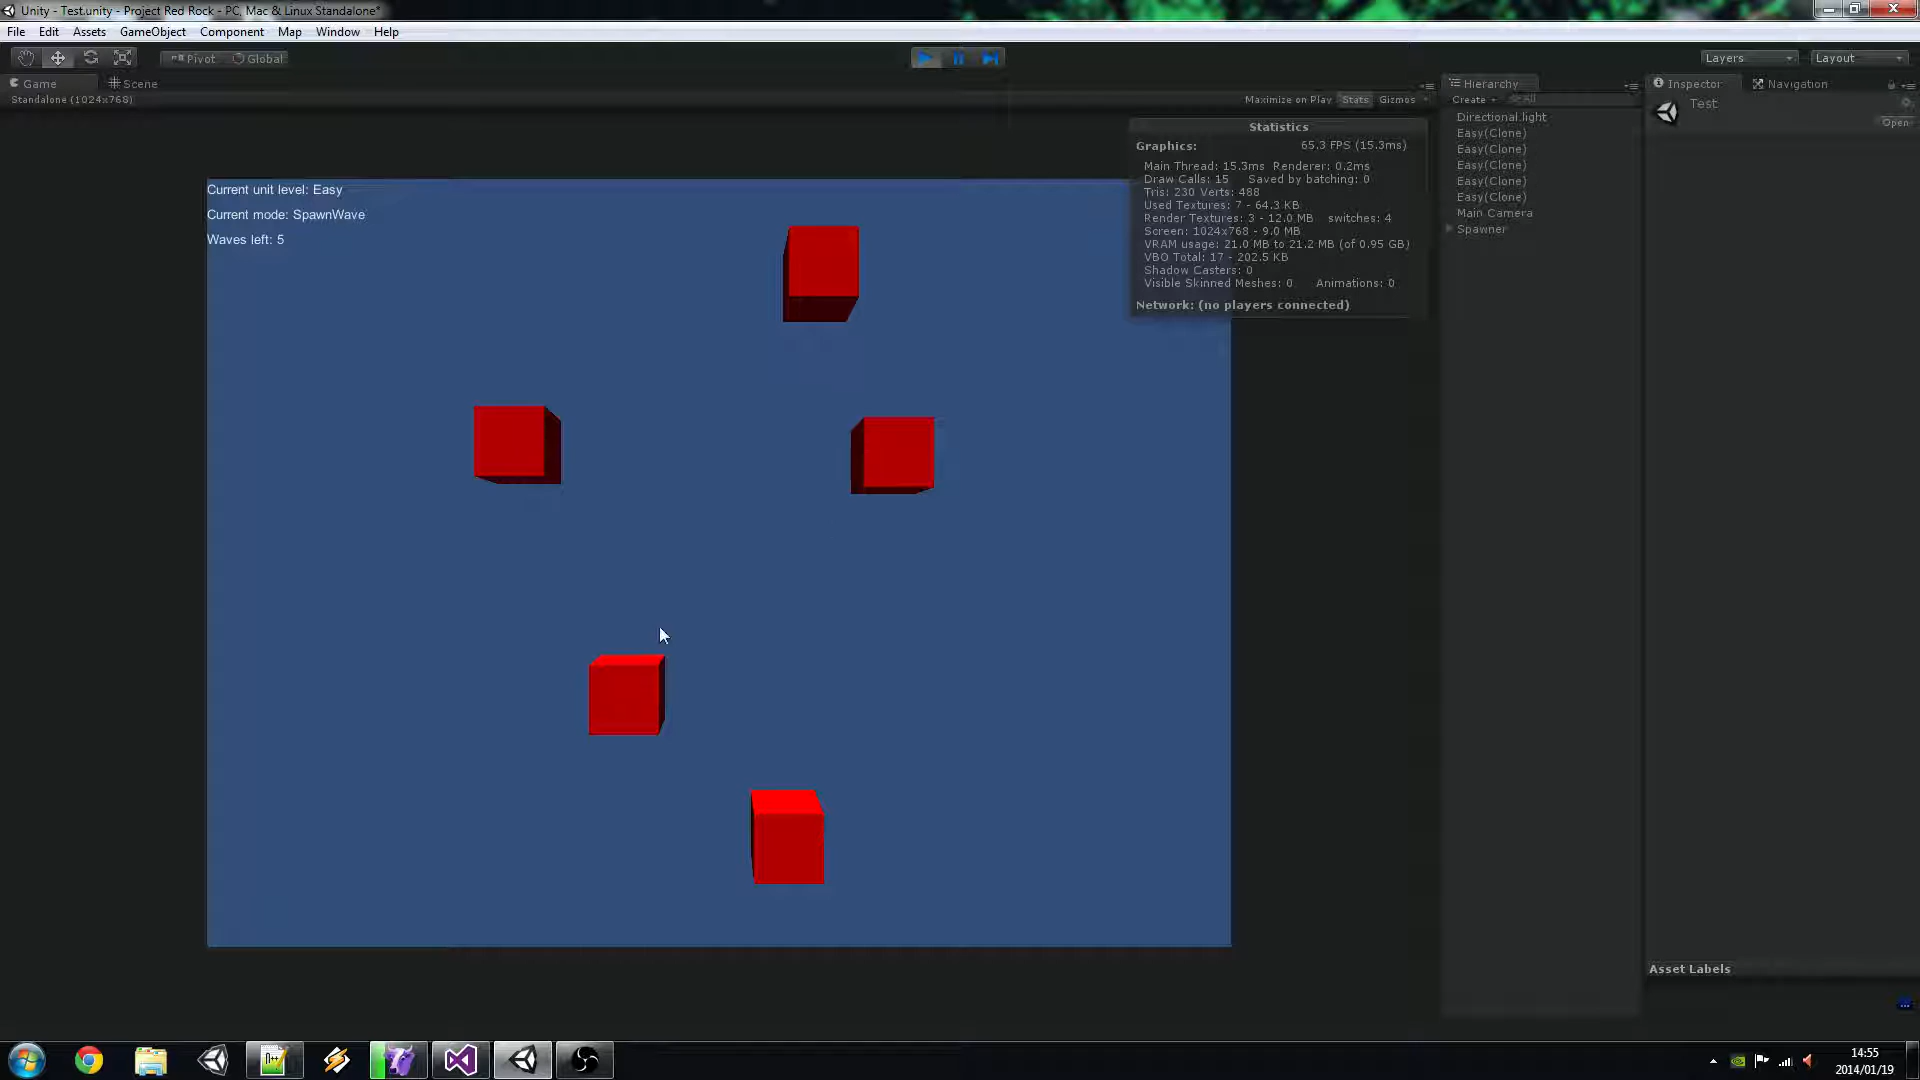 Unity - Test.unity - Project Red Rock - PC, Mac & Linux Standalone*
File Edit Assets GameObject Component Map Window Help
Pivot Global Layers Layout
Game Scene Hierarchy Inspector Navigation
Standalone (1024x768) Maximize on Play Stats Gizmos Create All Test
Open
Statistics
Graphics: 65.3 FPS (15.3ms)
Main Thread: 15.3ms Renderer: 0.2ms
Draw Calls: 15 Saved by batching: 0
Tris: 230 Verts: 488
Used Textures: 7 - 64.3 KB
Render Textures: 3 - 12.0 MB switches: 4
Screen: 1024x768 - 9.0 MB
VRAM usage: 21.0 MB to 21.2 MB (of 0.95 GB)
VBO Total: 17 - 202.5 KB
Shadow Casters: 0
Visible Skinned Meshes: 0 Animations: 0
Network: (no players connected)
Directional light
Easy(Clone)
Easy(Clone)
Easy(Clone)
Easy(Clone)
Easy(Clone)
Main Camera
Spawner
Current unit level: Easy
Current mode: SpawnWave
Waves left: 5
Asset Labels
14:55
2014/01/19